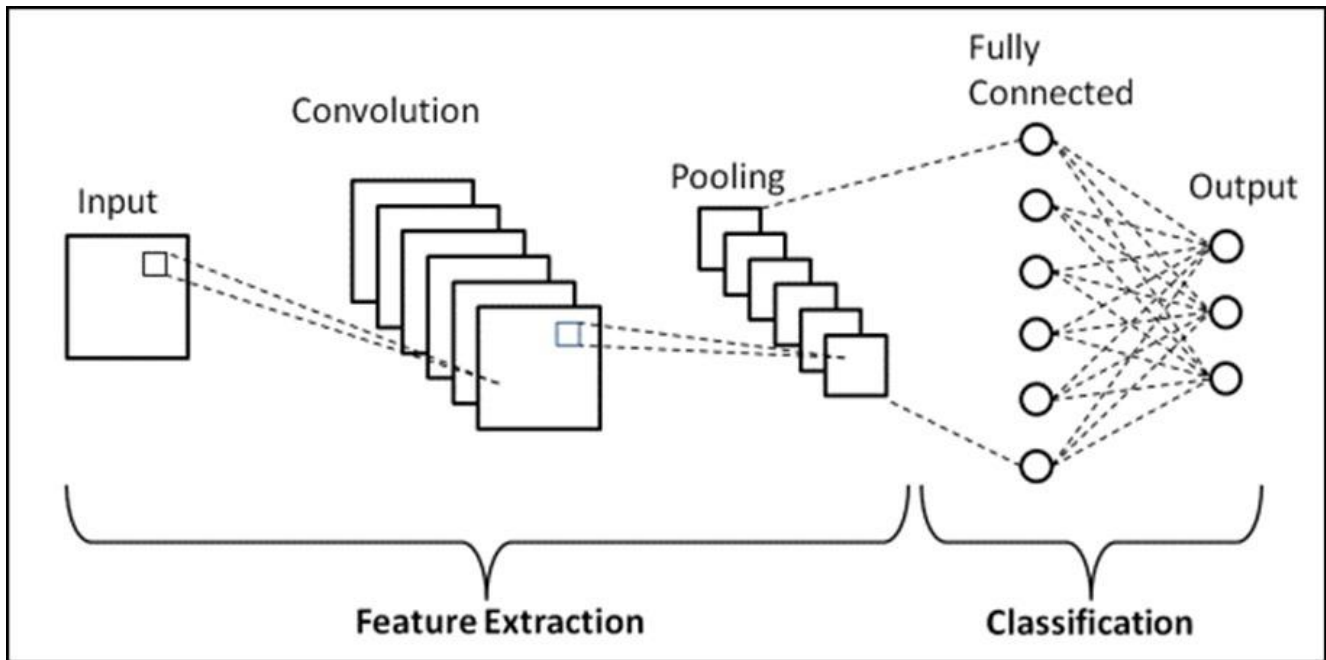 Input
Convolution
Pooling
Fully
Connected
Output
Feature Extraction
Classification